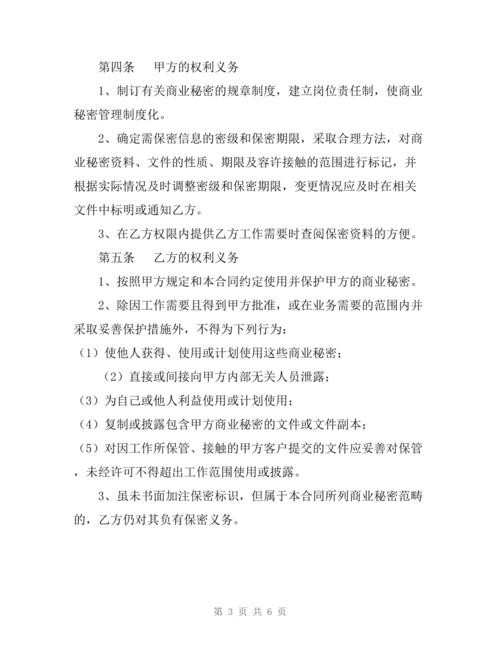 第四条 甲方的权利义务
1、制订有关商业秘密的规章制度，建立岗位责任制，使商业
秘密管理制度化。
2、确定需保密信息的密级和保密期限，采取合理方法，对商
业秘密资料、文件的性质、期限及容许接触的范围进行标记，并
根据实际情况及时调整密级和保密期限，变更情况应及时在相关
文件中标明或通知乙方。
3、在乙方权限内提供乙方工作需要时查阅保密资料的方便。
第五条 乙方的权利义务
1、按照甲方规定和本合同约定使用并保护甲方的商业秘密。
2、除因工作需要且得到甲方批准，或在业务需要的范围内并
采取妥善保护措施外，不得为下列行为：
（1）使他人获得、使用或计划使用这些商业秘密；
（2）直接或间接向甲方内部无关人员泄露；
（3）为自己或他人利益使用或计划使用；
（4）复制或披露包含甲方商业秘密的文件或文件副本；
（5）对因工作所保管、接触的甲方客户提交的文件应妥善对保管
，未经许可不得超出工作范围使用或披露。
3、虽未书面加注保密标识，但属于本合同所列商业秘密范畴
的，乙方仍对其负有保密义务。
第 3 页 共 6 页